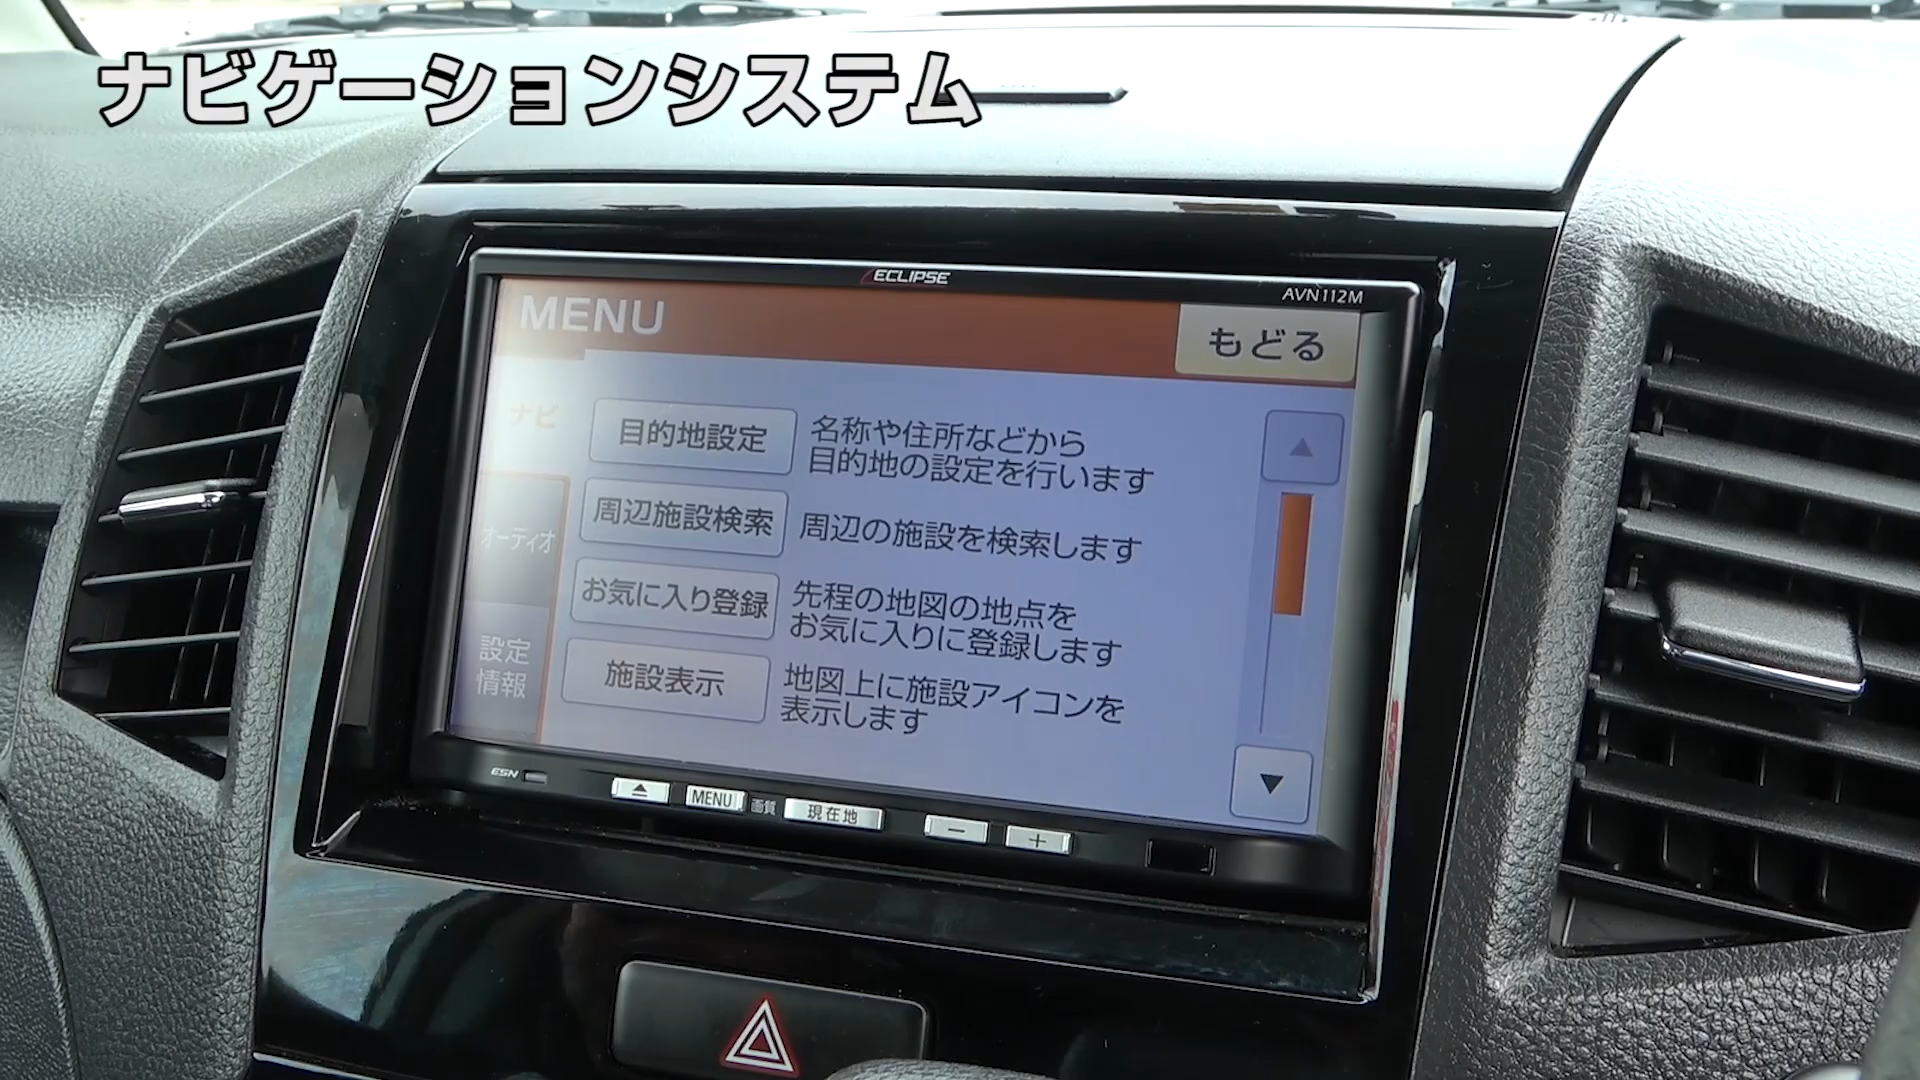 ナビゲーションシステム
ECLIPSE
AVN112M
MENU
もどる
ナビ
目的地設定
名称や住所などから
目的地の設定を行います
オーディオ
周辺施設検索
周辺の施設を検索します
お気に入り登録
先程の地図の地点を
お気に入りに登録します
設定
情報
施設表示
地図上に施設アイコンを
表示します
ESN
MENU
画質
現在地